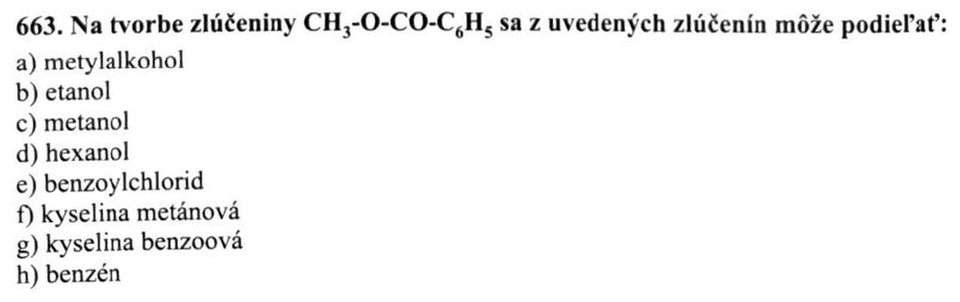 663. Na tvorbe zlúčeniny CH₃-O-CO-C₆H₅ sa z uvedených zlúčenín môže podieľať:
a) metylalkohol
b) etanol
c) metanol
d) hexanol
e) benzoylchlorid
f) kyselina metánová
g) kyselina benzoová
h) benzén